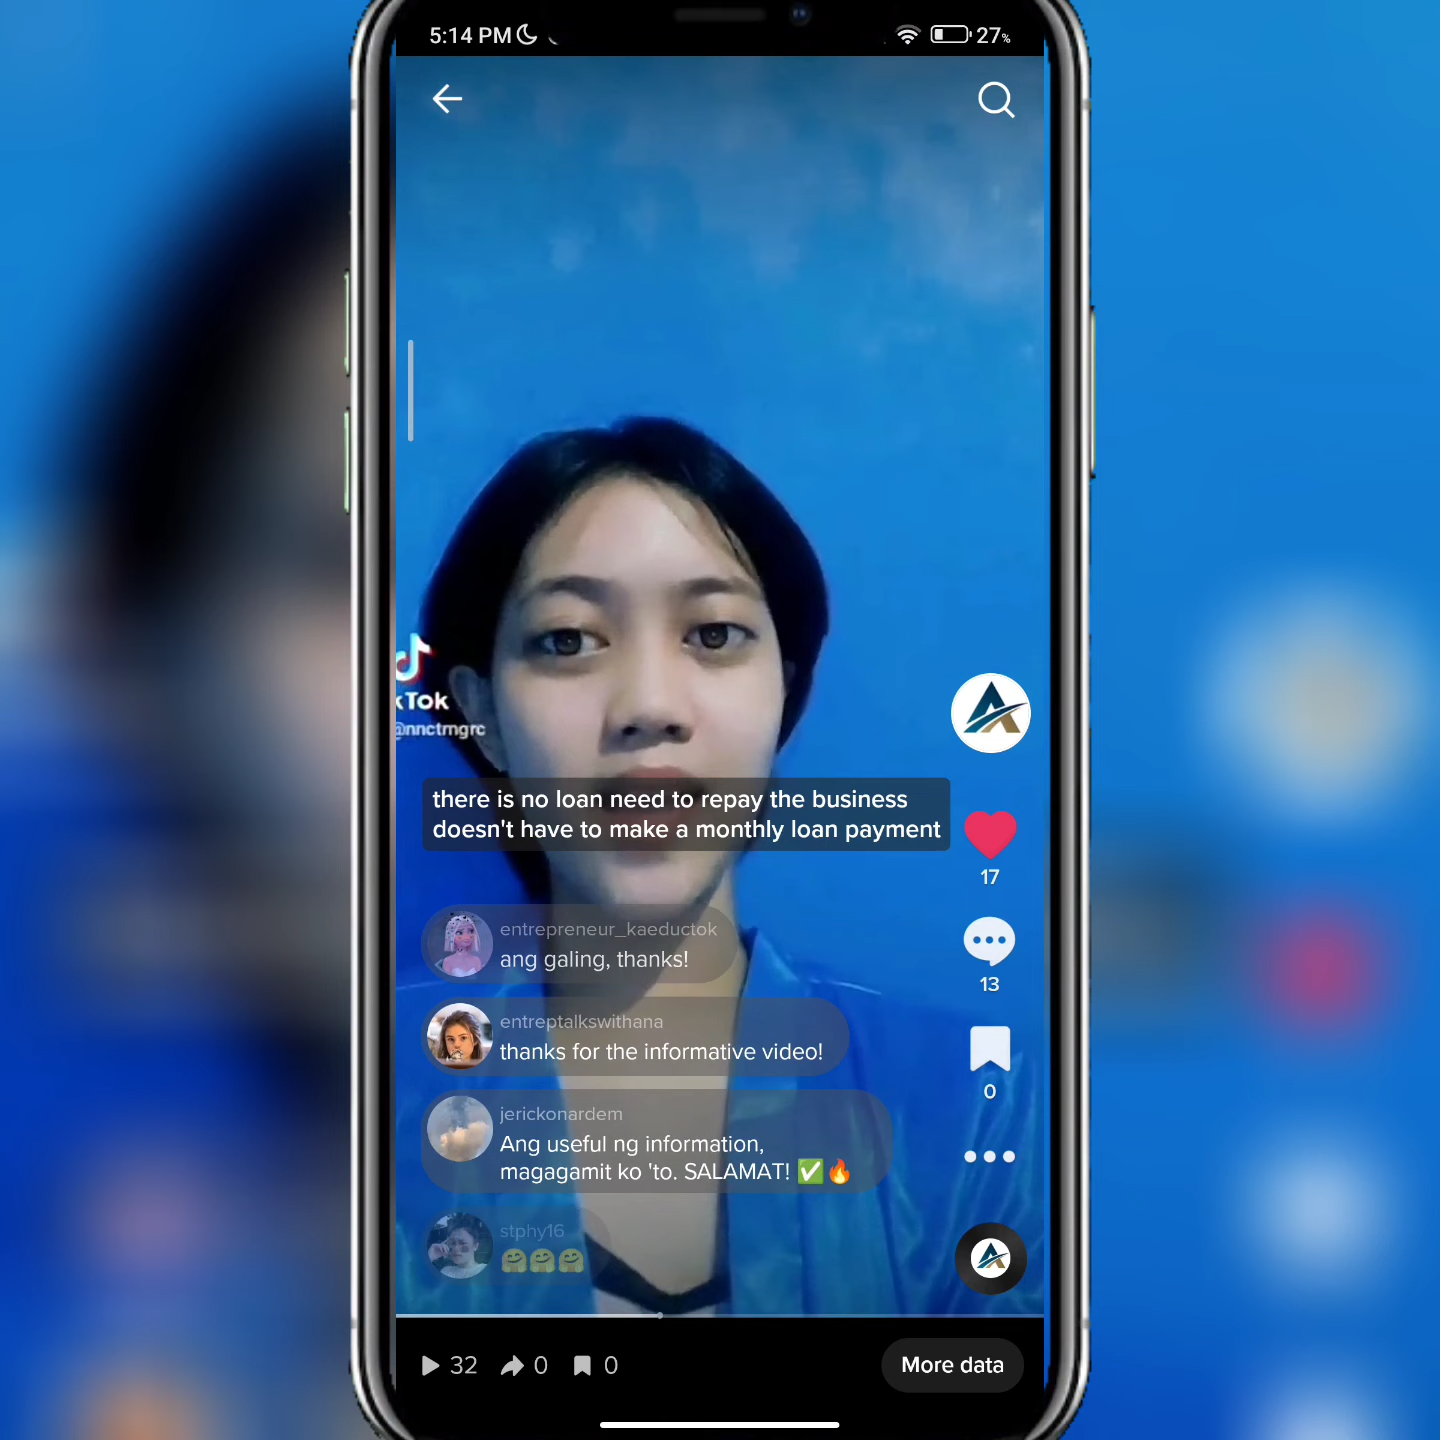 5:14 PM
27%
kTok
@nnctmgrc
there is no loan need to repay the business
doesn't have to make a monthly loan payment
17
entrepreneur_kaeductok
ang galing, thanks!
13
entreptalkswithana
thanks for the informative video!
0
jerickonardem
Ang useful ng information,
magagamit ko 'to. SALAMAT! ✅🔥
stphy16
🤗🤗🤗
32
0
0
More data